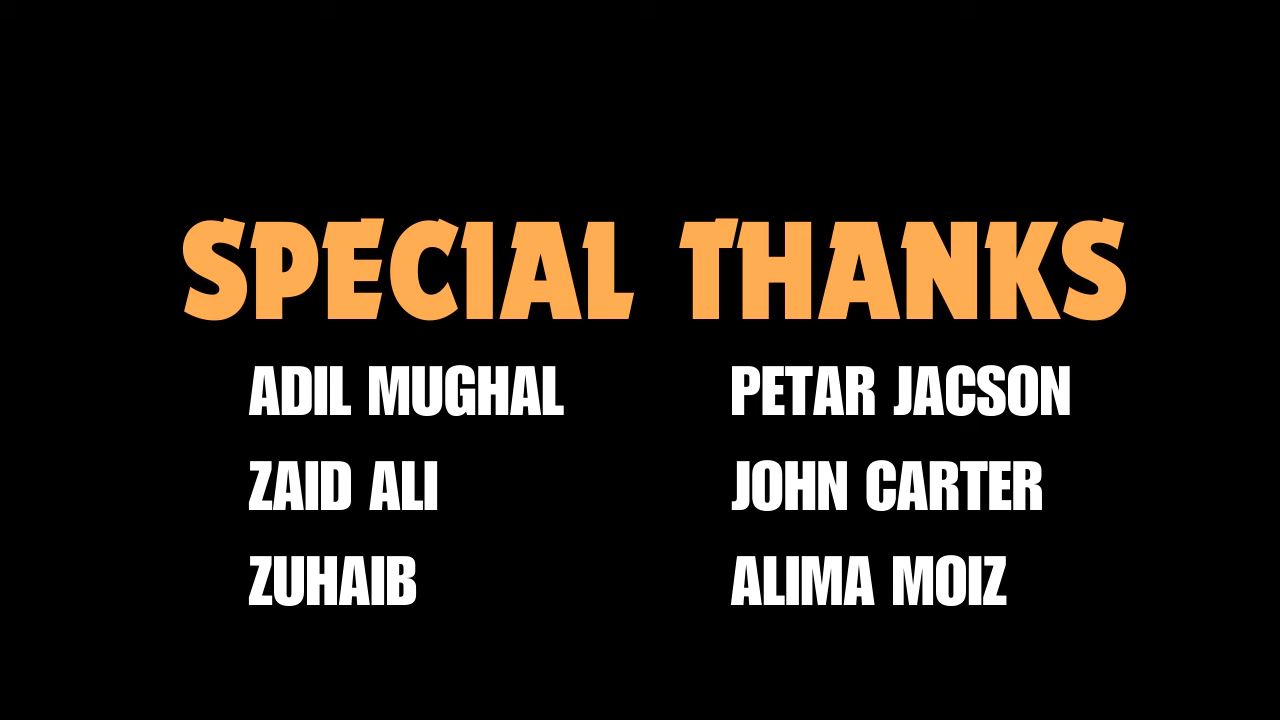 SPECIAL THANKS
ADIL MUGHAL
ZAID ALI
ZUHAIB
PETAR JACSON
JOHN CARTER
ALIMA MOIZ